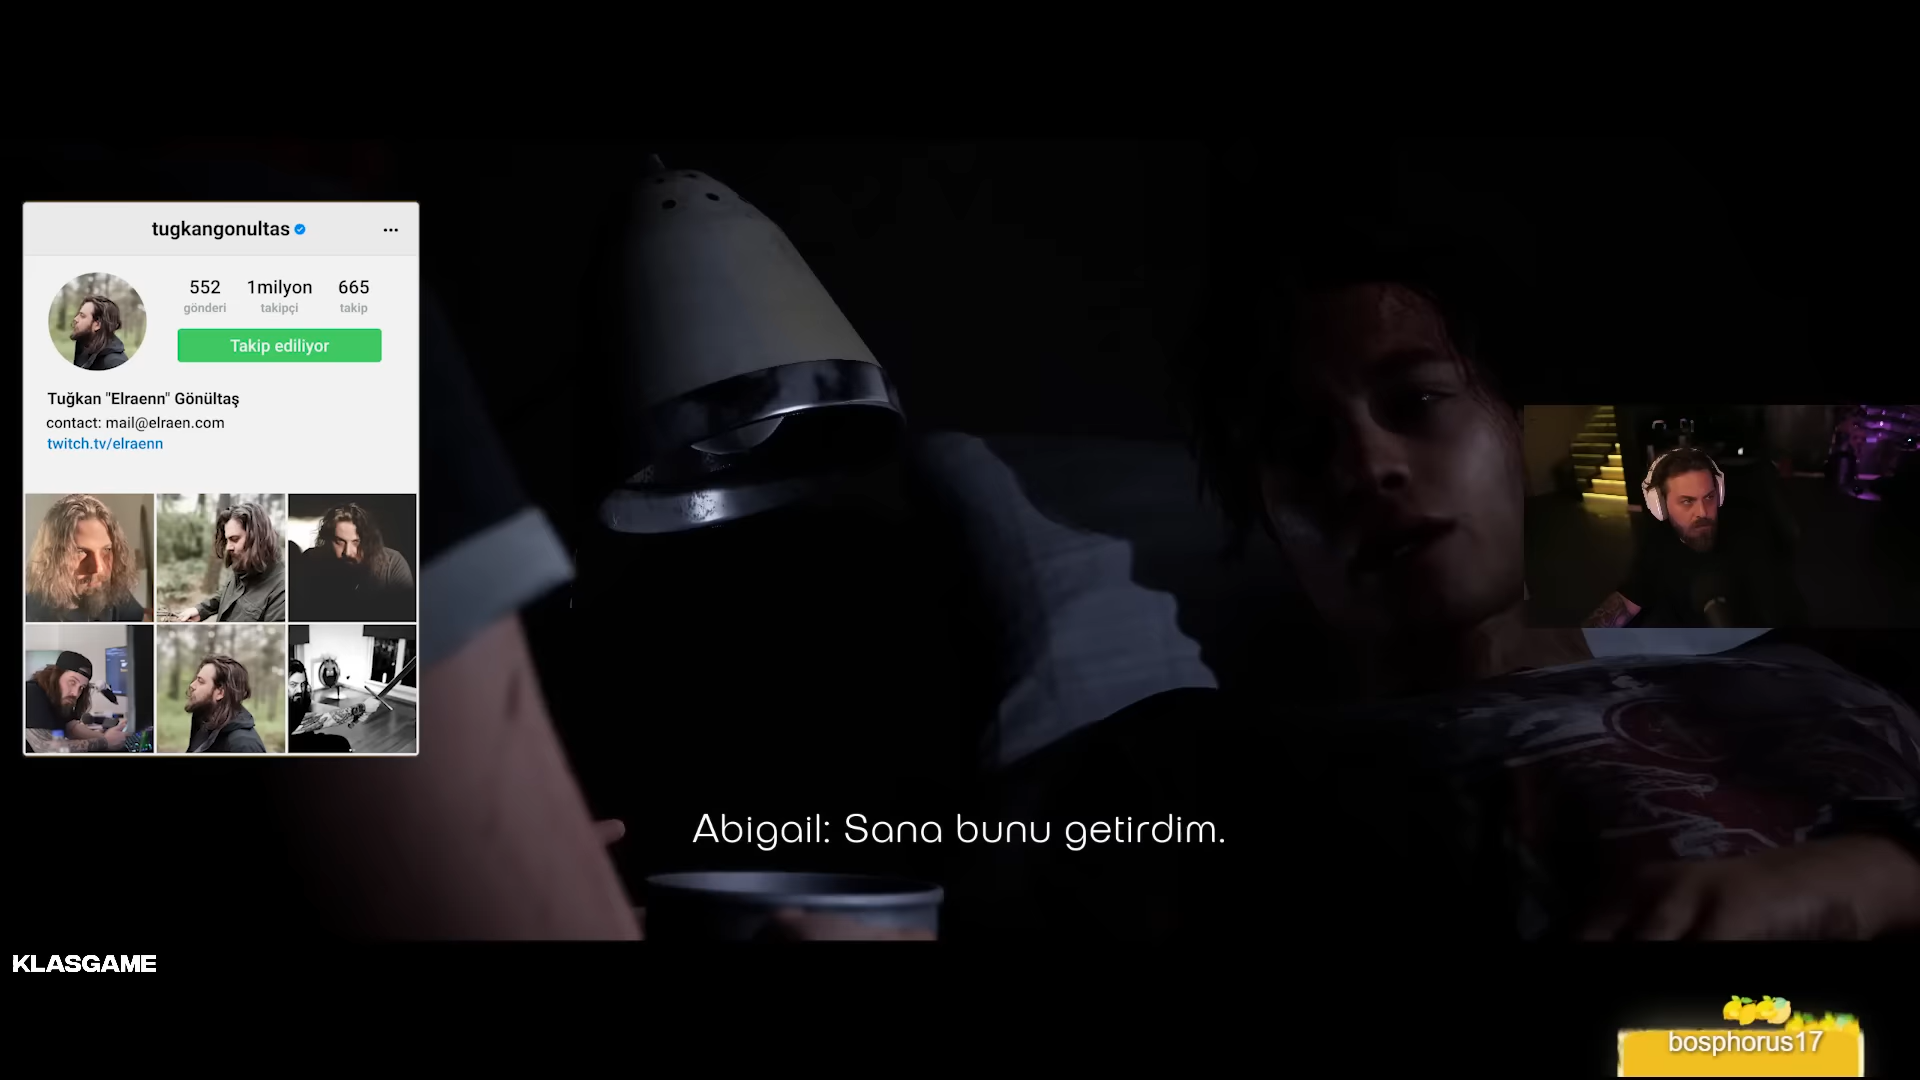 tugkangonultas
552 1milyon 665
gönderi takipçi takip
Takip ediliyor
Tuğkan "Elraenn" Gönültaş
contact: mail@elraen.com
twitch.tv/elraenn
Abigail: Sana bunu getirdim.
KLASGAME
bosphorus17